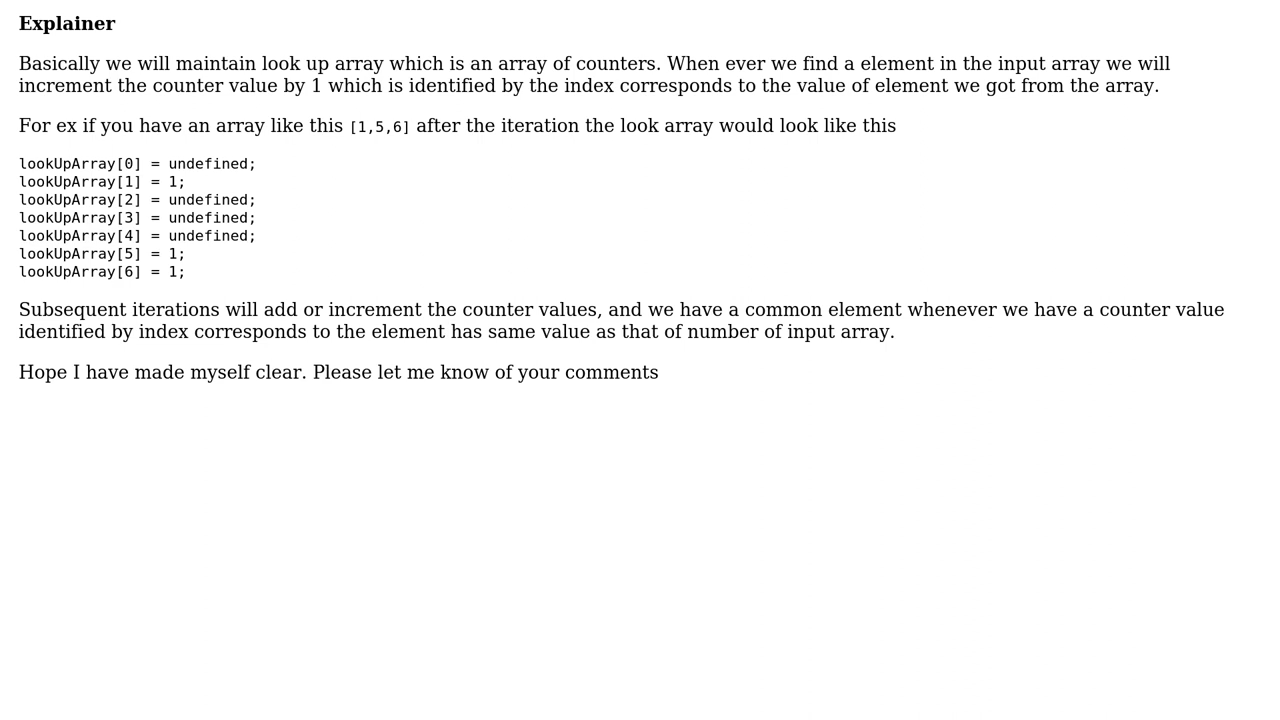 Explainer
Basically we will maintain look up array which is an array of counters. When ever we find a element in the input array we will
increment the counter value by 1 which is identified by the index corresponds to the value of element we got from the array.
For ex if you have an array like this [1,5,6] after the iteration the look array would look like this
lookUpArray[0] = undefined;
lookUpArray[1] = 1;
lookUpArray[2] = undefined;
lookUpArray[3] = undefined;
lookUpArray[4] = undefined;
lookUpArray[5] = 1;
lookUpArray[6] = 1;
Subsequent iterations will add or increment the counter values, and we have a common element whenever we have a counter value
identified by index corresponds to the element has same value as that of number of input array.
Hope I have made myself clear. Please let me know of your comments